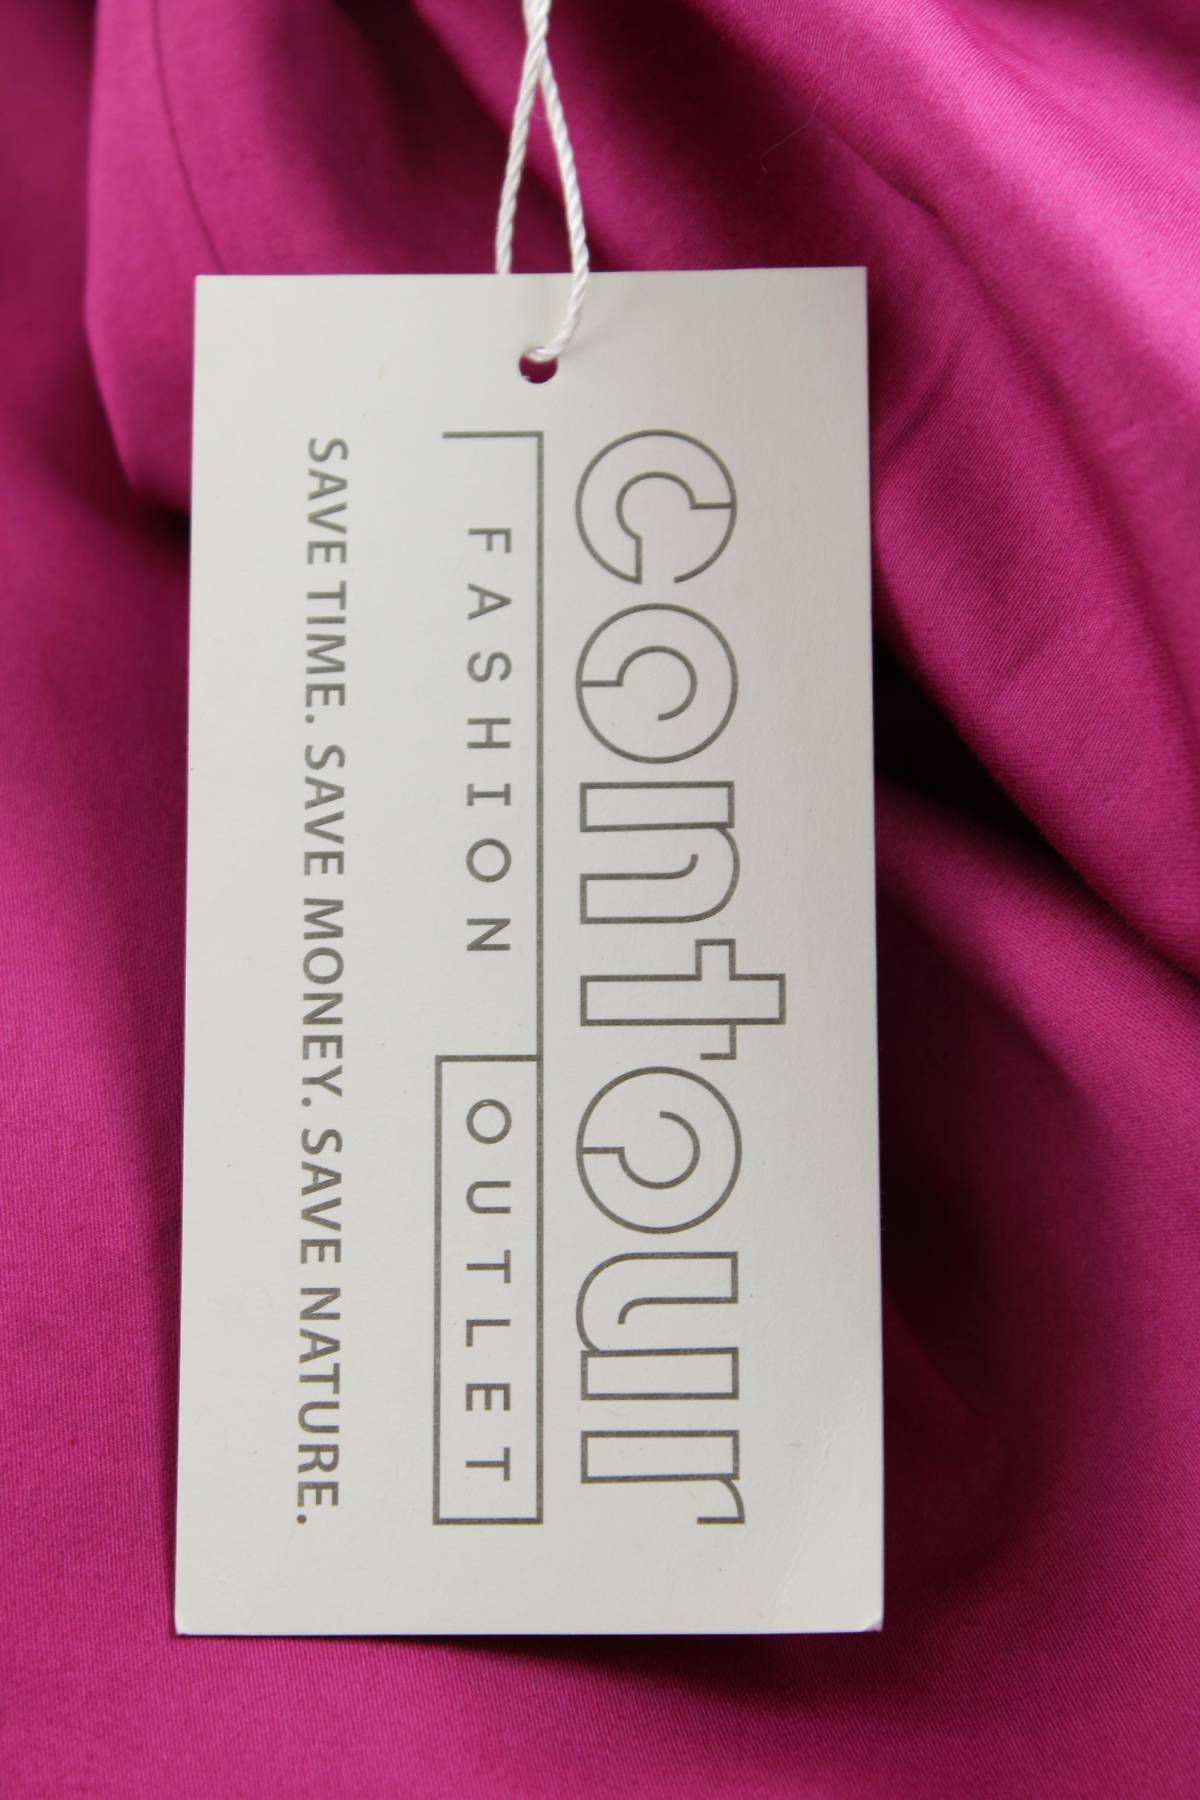 contour
FASHION OUTLET
SAVE TIME. SAVE MONEY. SAVE NATURE.